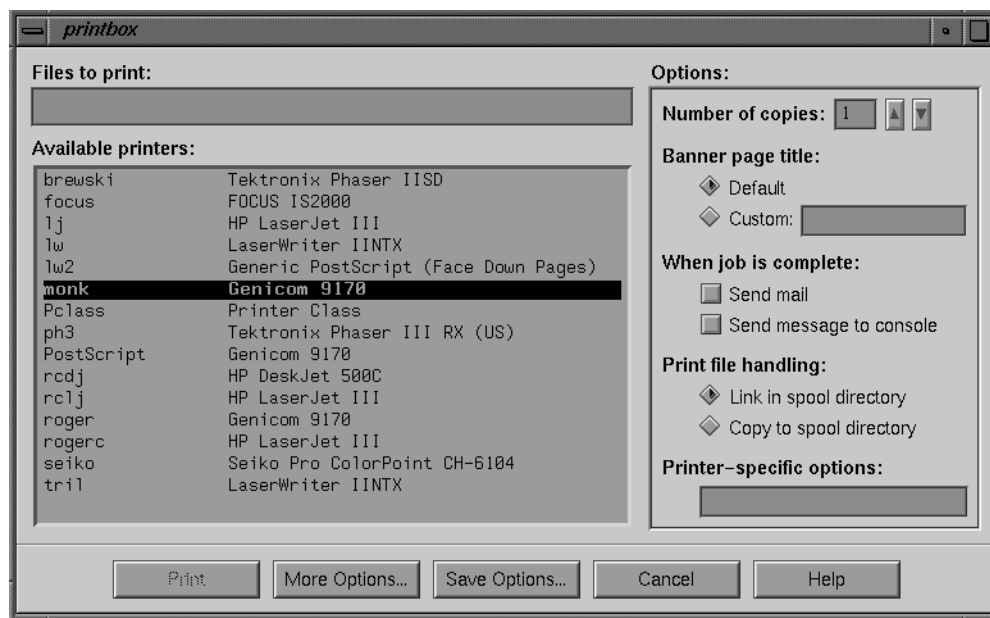 printbox
Files to print:
Available printers:
brewski Tektronix Phaser IISD
focus FOCUS IS2000
lj HP LaserJet III
lw LaserWriter IINTX
lw2 Generic PostScript (Face Down Pages)
monk Genicom 9170
Pclass Printer Class
ph3 Tektronix Phaser III RX (US)
PostScript Genicom 9170
rcdj HP DeskJet 500C
rclj HP LaserJet III
roger Genicom 9170
rogerc HP LaserJet III
seiko Seiko Pro ColorPoint CH-6104
tril LaserWriter IINTX
Options:
Number of copies: 1
Banner page title:
Default
Custom:
When job is complete:
Send mail
Send message to console
Print file handling:
Link in spool directory
Copy to spool directory
Printer-specific options:
Print More Options... Save Options... Cancel Help